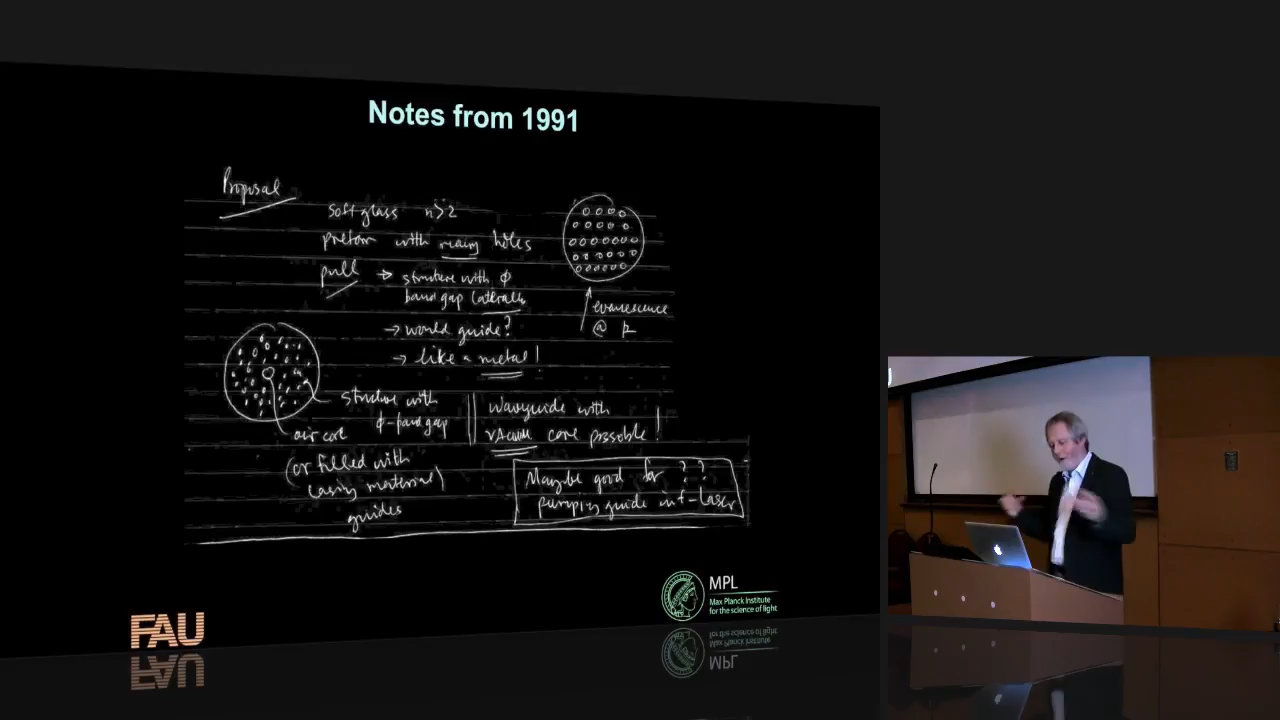 Notes from 1991
Proposal
soft glass n>2
preform with many holes
pull → structure with ϕ
band gap laterally
→ would guide?
→ like a metal!
evanescence
@
structure with
ϕ-band gap
air core
(or filled with
lasing material)
guides
waveguide with
vacuum core possible!
Maybe good for ??
pumping guide in f-laser
FAU
MPL
Max Planck Institute
for the science of light